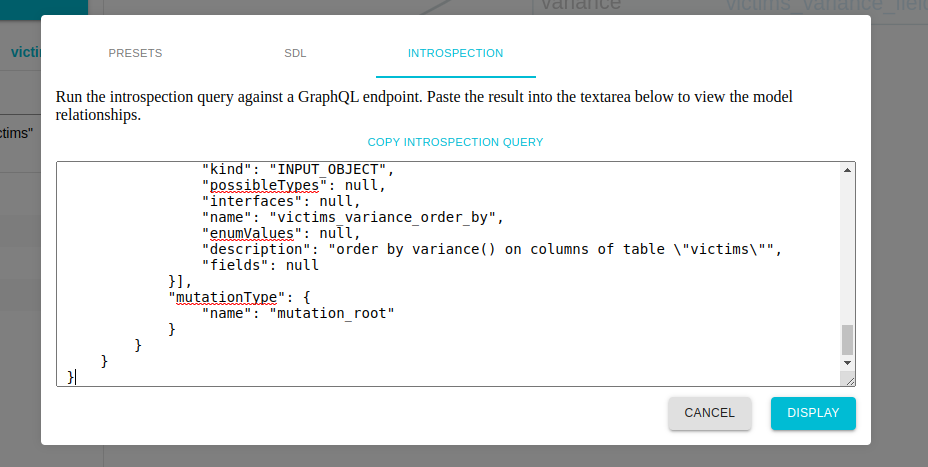 variance
victims_variance_fiel
victi
ctims"
PRESETS
SDL
INTROSPECTION
Run the introspection query against a GraphQL endpoint. Paste the result into the textarea below to view the model
relationships.
COPY INTROSPECTION QUERY
"kind": "INPUT_OBJECT",
"possibleTypes": null,
"interfaces": null,
"name": "victims_variance_order_by",
"enumValues": null,
"description": "order by variance() on columns of table \"victims\"",
"fields": null
}],
"mutationType": {
"name": "mutation_root"
}
}
}
}
CANCEL
DISPLAY